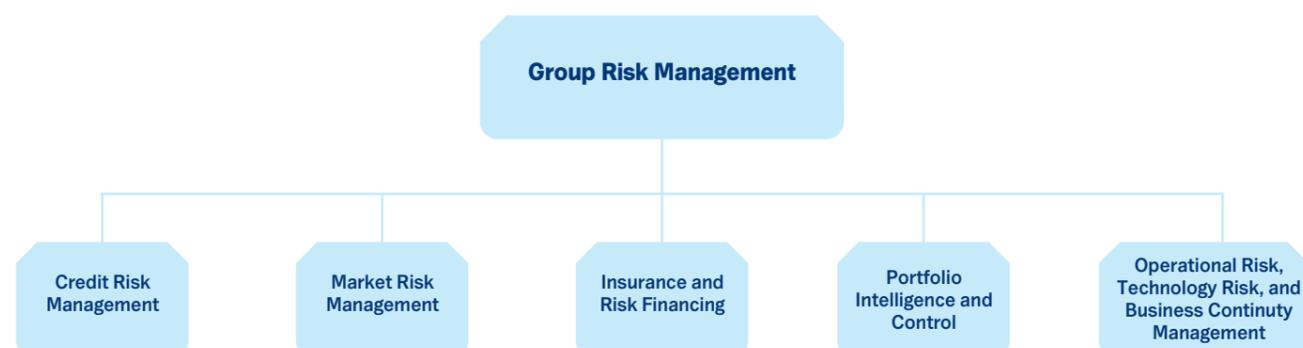 Group Risk Management
Credit Risk
Management
Market Risk
Management
Insurance and
Risk Financing
Portfolio
Intelligence and
Control
Operational Risk,
Technology Risk, and
Business Continuity
Management